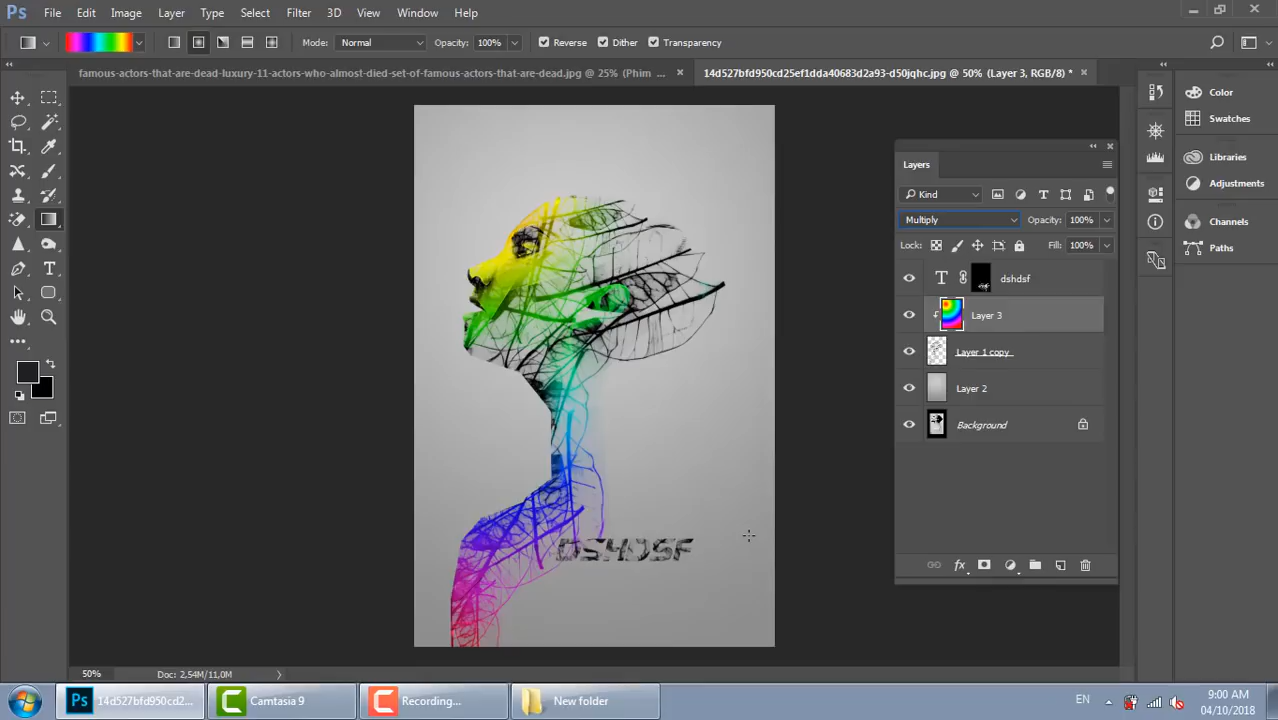 Ps File Edit Image Layer Type Select Filter 3D View Window Help
Mode: Normal Opacity: 100% Reverse Dither Transparency
famous-actors-that-are-dead-luxury-11-actors-who-almost-died-set-of-famous-actors-that-are-dead.jpg @ 25% (Phim ... × 14d527bfd950cd25ef1dda40683d2a93-d50jqhc.jpg @ 50% (Layer 3, RGB/8) * ×
Color
Swatches
Libraries
Adjustments
Channels
Paths
Layers
Kind
Multiply Opacity: 100%
Lock: Fill: 100%
T dshdsf
Layer 3
Layer 1 copy
Layer 2
Background
fx
DSHDSF
50% Doc: 2,54M/11,0M
Ps 14d527bfd950cd2... Camtasia 9 Recording... New folder EN 9:00 AM
04/10/2018